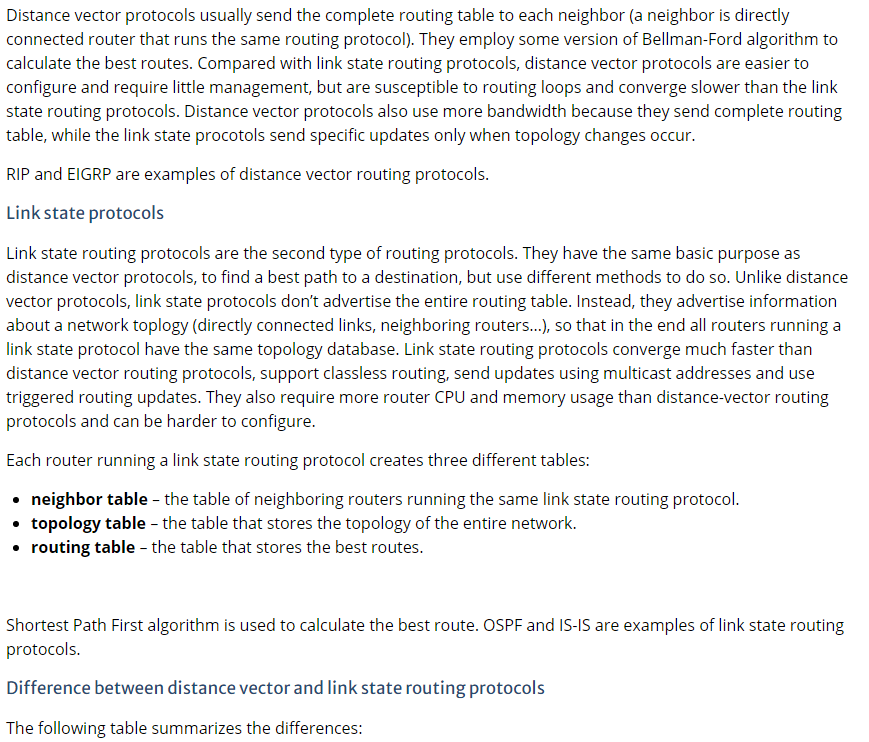 Distance vector protocols usually send the complete routing table to each neighbor (a neighbor is directly
connected router that runs the same routing protocol). They employ some version of Bellman-Ford algorithm to
calculate the best routes. Compared with link state routing protocols, distance vector protocols are easier to
configure and require little management, but are susceptible to routing loops and converge slower than the link
state routing protocols. Distance vector protocols also use more bandwidth because they send complete routing
table, while the link state procotols send specific updates only when topology changes occur.
RIP and EIGRP are examples of distance vector routing protocols.
Link state protocols
Link state routing protocols are the second type of routing protocols. They have the same basic purpose as
distance vector protocols, to find a best path to a destination, but use different methods to do so. Unlike distance
vector protocols, link state protocols don’t advertise the entire routing table. Instead, they advertise information
about a network toplogy (directly connected links, neighboring routers…), so that in the end all routers running a
link state protocol have the same topology database. Link state routing protocols converge much faster than
distance vector routing protocols, support classless routing, send updates using multicast addresses and use
triggered routing updates. They also require more router CPU and memory usage than distance-vector routing
protocols and can be harder to configure.
Each router running a link state routing protocol creates three different tables:
• neighbor table – the table of neighboring routers running the same link state routing protocol.
• topology table – the table that stores the topology of the entire network.
• routing table – the table that stores the best routes.
Shortest Path First algorithm is used to calculate the best route. OSPF and IS-IS are examples of link state routing
protocols.
Difference between distance vector and link state routing protocols
The following table summarizes the differences: